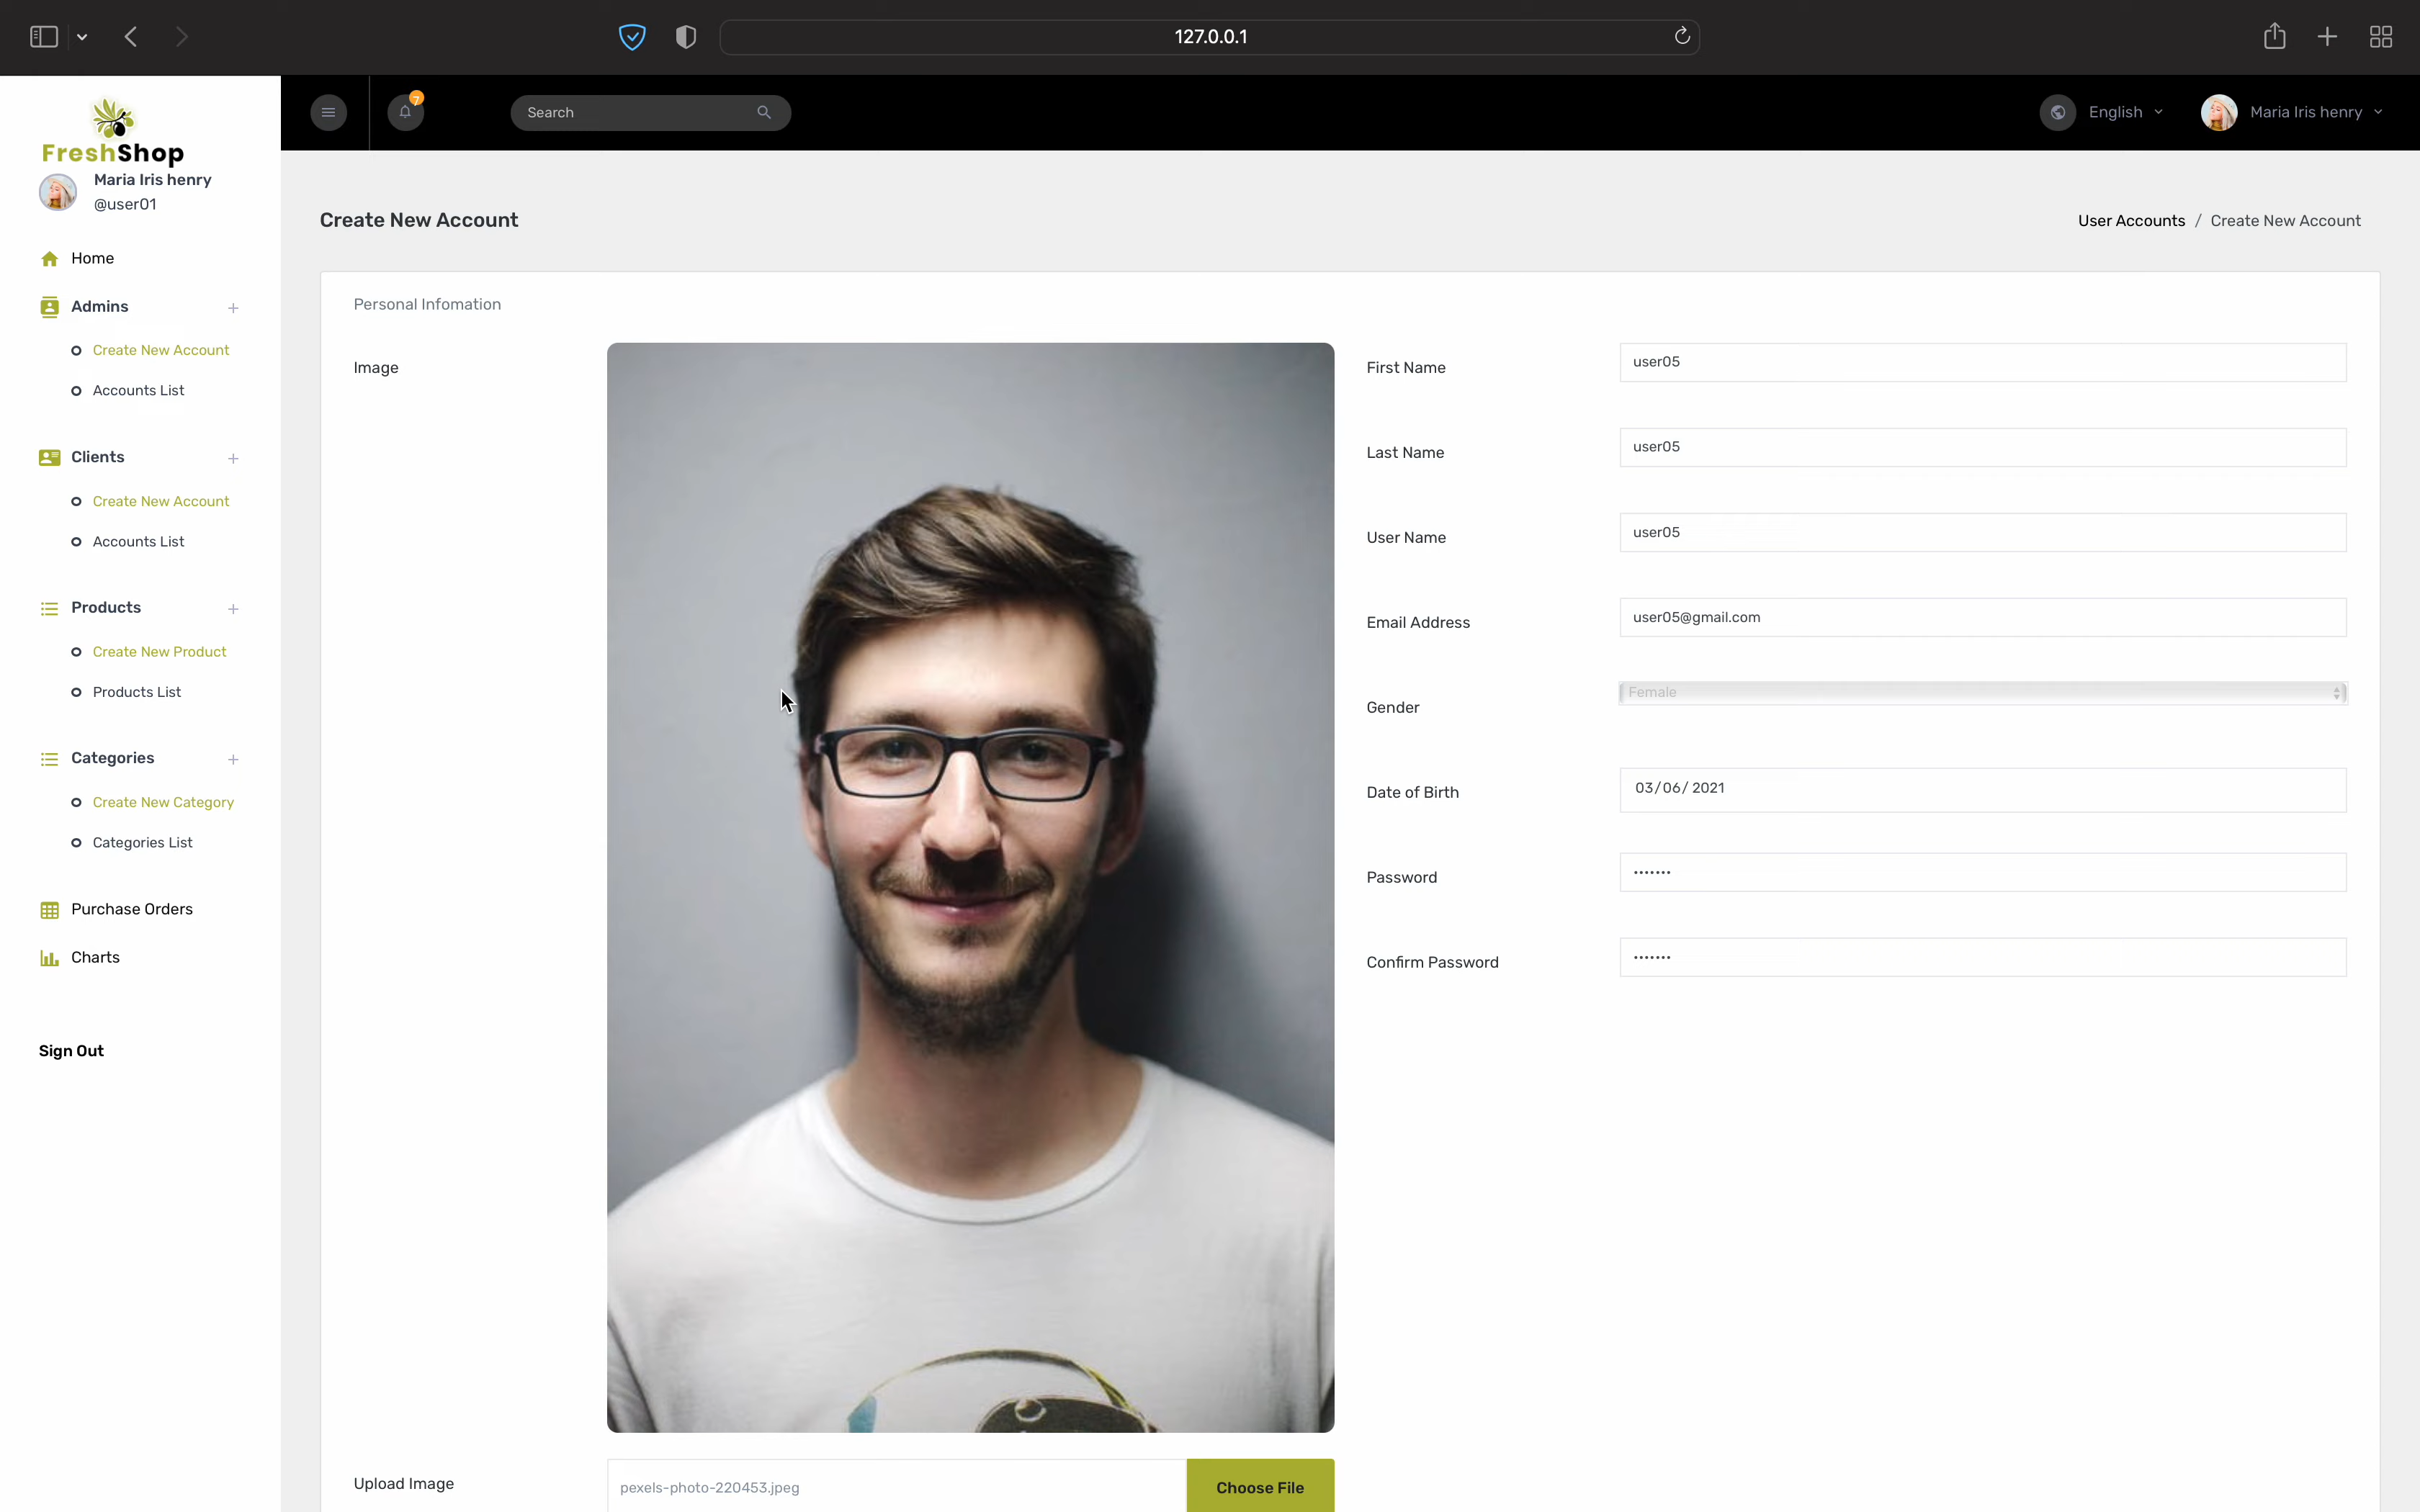 127.0.0.1
7
Search
English
Maria Iris henry
FreshShop
Maria Iris henry
@user01
Home
Admins
Create New Account
Accounts List
Clients
Create New Account
Accounts List
Products
Create New Product
Products List
Categories
Create New Category
Categories List
Purchase Orders
Charts
Sign Out
Create New Account
User Accounts / Create New Account
Personal Infomation
Image
First Name
user05
Last Name
user05
User Name
user05
Email Address
user05@gmail.com
Gender
Female
Date of Birth
03/06/ 2021
Password
•••••••
Confirm Password
•••••••
Upload Image
pexels-photo-220453.jpeg
Choose File